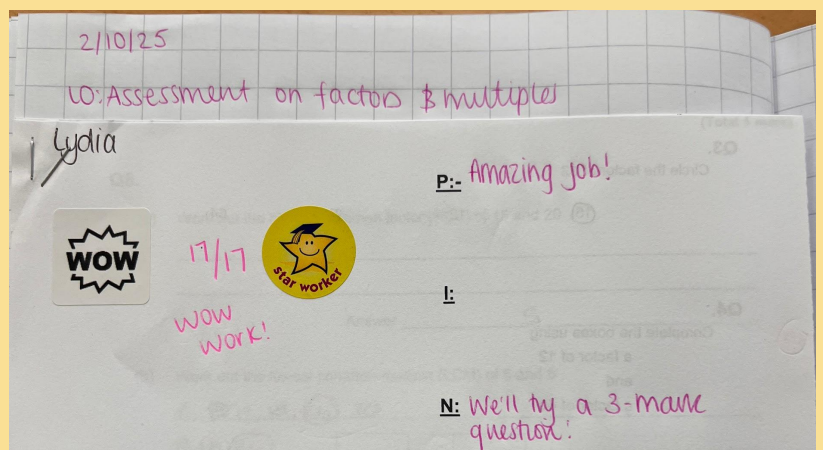 2/10/25
LO: Assessment on factors & multiples
Lydia
P:- Amazing job!
WOW
17/17
star worker
WOW
WORK!
I:
N: We'll try a 3-mark
question!